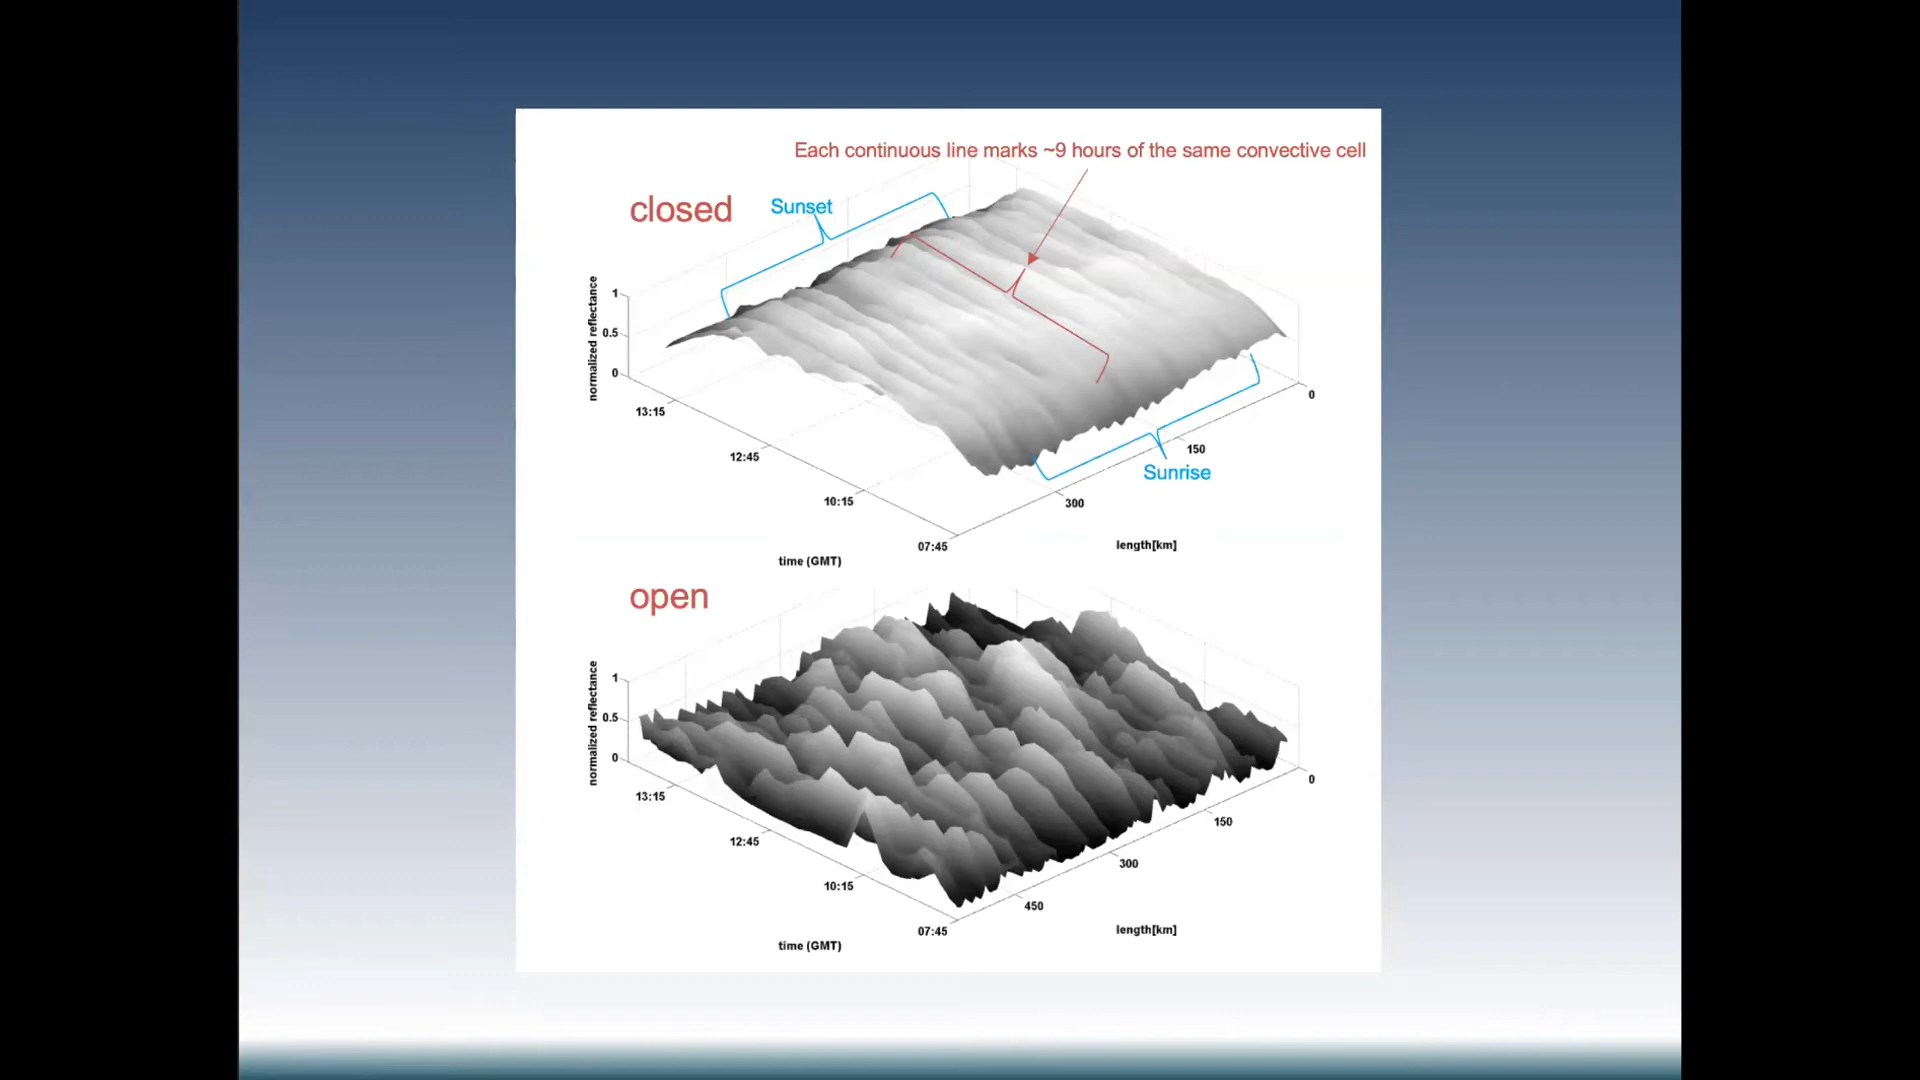 Each continuous line marks ~9 hours of the same convective cell
closed
Sunset
normalized reflectance
1
0.5
0
13:15
12:45
10:15
07:45
time (GMT)
0
150
300
length[km]
Sunrise
open
normalized reflectance
1
0.5
0
13:15
12:45
10:15
07:45
time (GMT)
0
150
300
450
length[km]